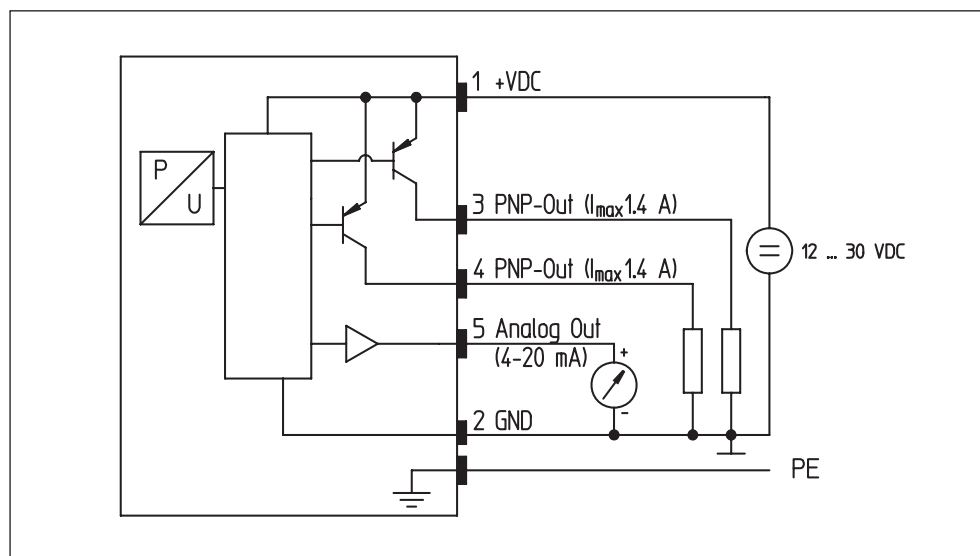 1 +VDC
P
U
3 PNP-Out (Imax1.4 A)
12 ... 30 VDC
4 PNP-Out (Imax1.4 A)
5 Analog Out
(4-20 mA)
+
-
2 GND
PE